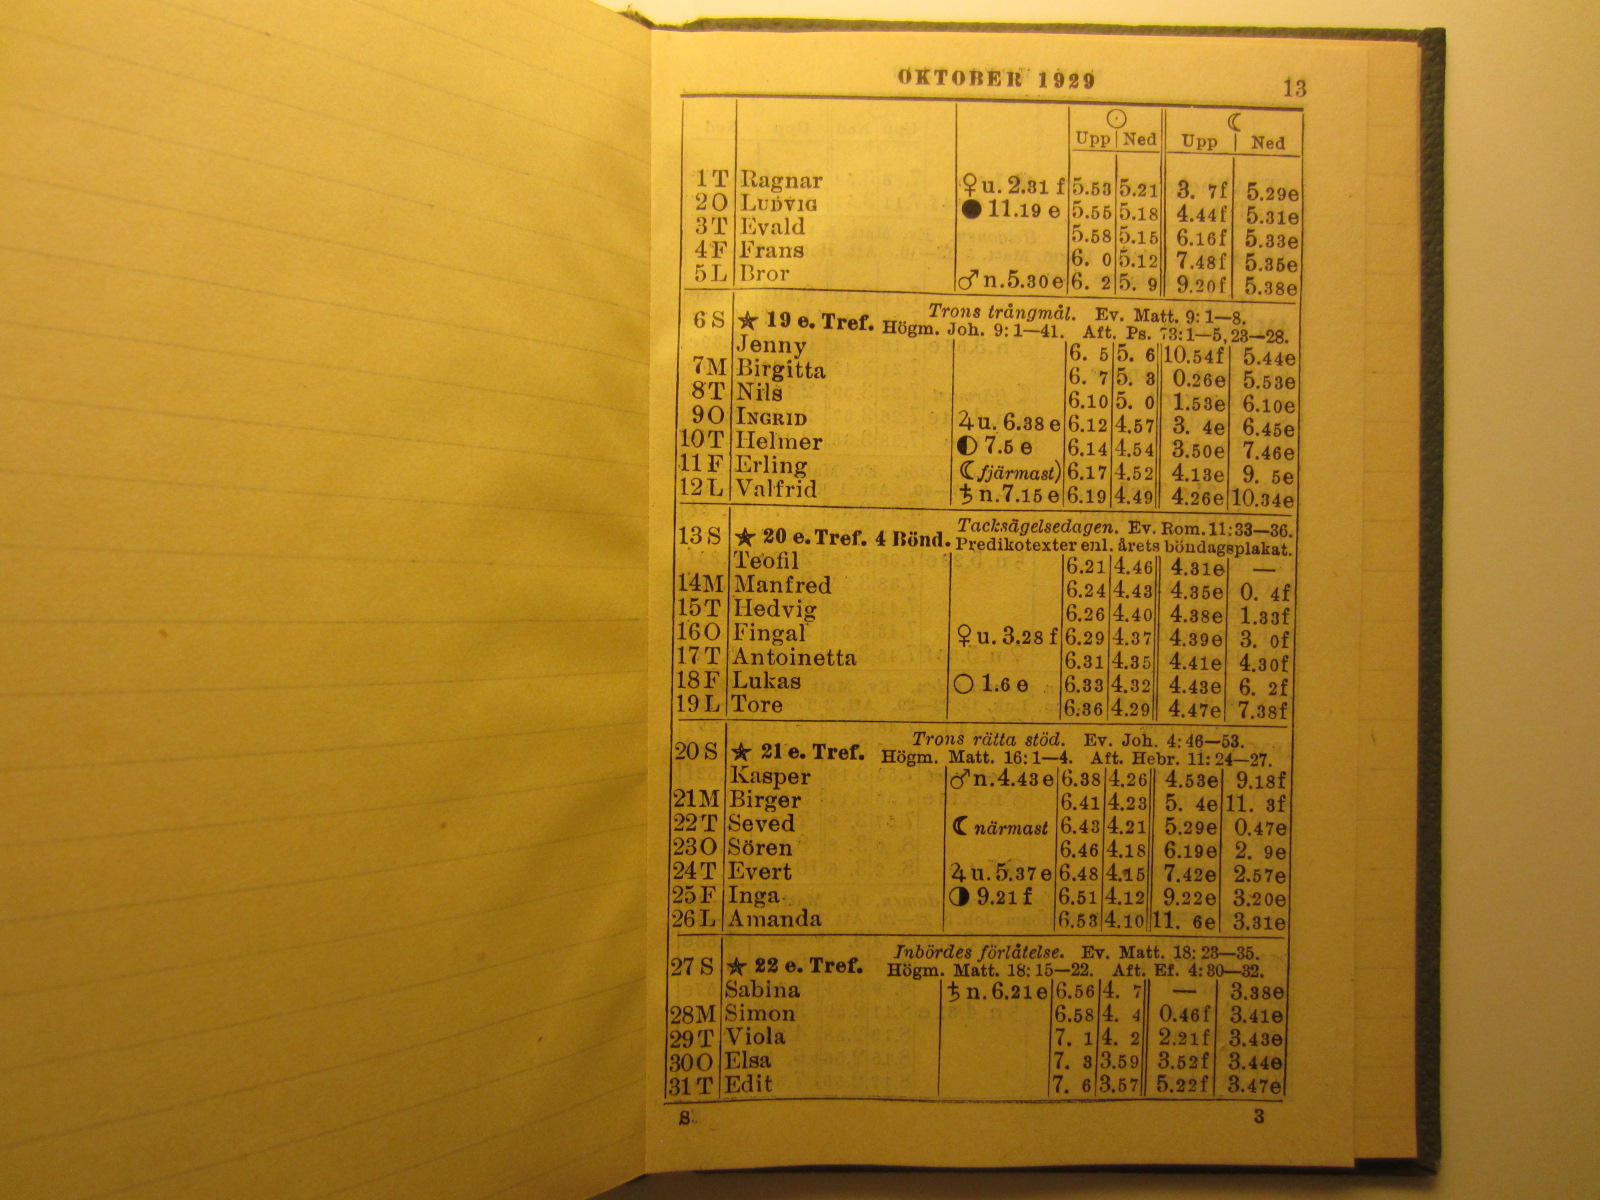 OKTOBER 1929 13
☉ ☾
Upp Ned Upp Ned
1 T Ragnar ♀ u. 2.31 f 5.53 5.21 3. 7f 5.29e
2 O LUDVIG ● 11.19 e 5.55 5.18 4.44f 5.31e
3 T Evald 5.58 5.15 6.16f 5.33e
4 F Frans 6. 0 5.12 7.48f 5.35e
5 L Bror ♂ n. 5.30 e 6. 2 5. 9 9.20f 5.38e
6 S ★ 19 e. Tref. Trons trångmål. Ev. Matt. 9: 1—8.
Högm. Joh. 9: 1—41. Aft. Ps. 73: 1—5, 23—28.
Jenny 6. 5 5. 6 10.54f 5.44e
7 M Birgitta 6. 7 5. 3 0.26e 5.53e
8 T Nils 6.10 5. 0 1.53e 6.10e
9 O INGRID ♃ u. 6.38 e 6.12 4.57 3. 4e 6.45e
10 T Helmer ◐ 7.5 e 6.14 4.54 3.50e 7.46e
11 F Erling ☾ fjärmast) 6.17 4.52 4.13e 9. 5e
12 L Valfrid ♄ n. 7.15 e 6.19 4.49 4.26e 10.34e
13 S ★ 20 e. Tref. 4 Bönd. Tacksägelsedagen. Ev. Rom. 11: 33—36.
Predikotexter enl. årets böndagsplakat.
Teofil 6.21 4.46 4.31e —
14 M Manfred 6.24 4.43 4.35e 0. 4f
15 T Hedvig 6.26 4.40 4.38e 1.33f
16 O Fingal ♀ u. 3.28 f 6.29 4.37 4.39e 3. 0f
17 T Antoinetta 6.31 4.35 4.41e 4.30f
18 F Lukas ○ 1.6 e 6.33 4.32 4.43e 6. 2f
19 L Tore 6.36 4.29 4.47e 7.38f
20 S ★ 21 e. Tref. Trons rätta stöd. Ev. Joh. 4: 46—53.
Högm. Matt. 16: 1—4. Aft. Hebr. 11: 24—27.
Kasper ♂ n. 4.43 e 6.38 4.26 4.53e 9.18f
21 M Birger 6.41 4.23 5. 4e 11. 3f
22 T Seved ☾ närmast 6.43 4.21 5.29e 0.47e
23 O Sören 6.46 4.18 6.19e 2. 9e
24 T Evert ♃ u. 5.37 e 6.48 4.15 7.42e 2.57e
25 F Inga ◑ 9.21 f 6.51 4.12 9.22e 3.20e
26 L Amanda 6.53 4.10 11. 6e 3.31e
27 S ★ 22 e. Tref. Inbördes förlåtelse. Ev. Matt. 18: 23—35.
Högm. Matt. 18: 15—22. Aft. Ef. 4: 30—32.
Sabina ♄ n. 6.21 e 6.56 4. 7 — 3.38e
28 M Simon 6.58 4. 4 0.46f 3.41e
29 T Viola 7. 1 4. 2 2.21f 3.43e
30 O Elsa 7. 3 3.59 3.52f 3.44e
31 T Edit 7. 6 3.57 5.22f 3.47e
S. 3